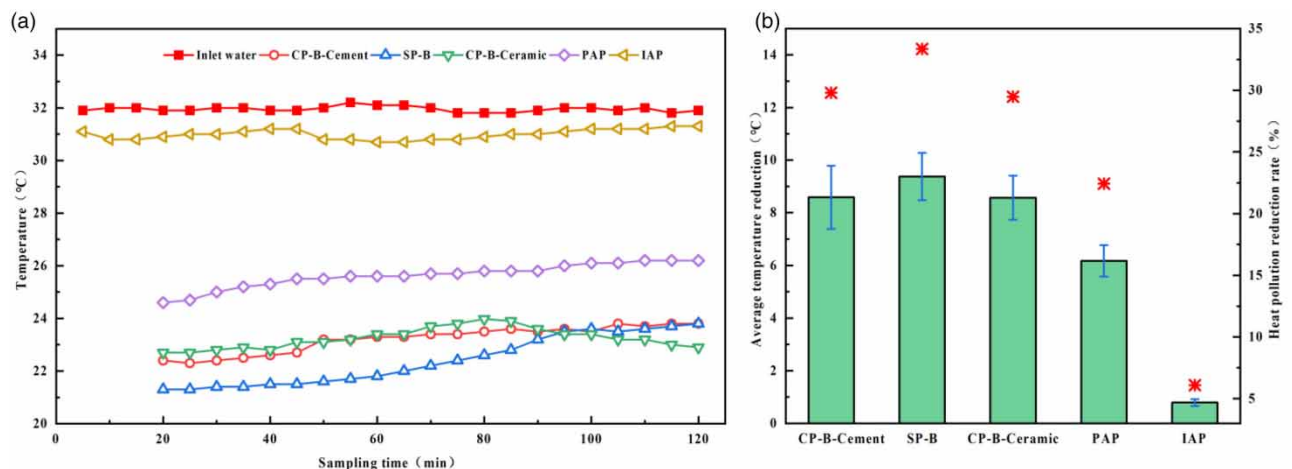 (a)
Inlet water CP-B-Cement SP-B CP-B-Ceramic PAP IAP
34
32
30
28
26
24
22
20
0 20 40 60 80 100 120
Temperature (℃)
Sampling time (min)
(b)
14
12
10
8
6
4
2
0
Average temperature reduction (℃)
35
30
25
20
15
10
5
Heat pollution reduction rate (%)
CP-B-Cement SP-B CP-B-Ceramic PAP IAP